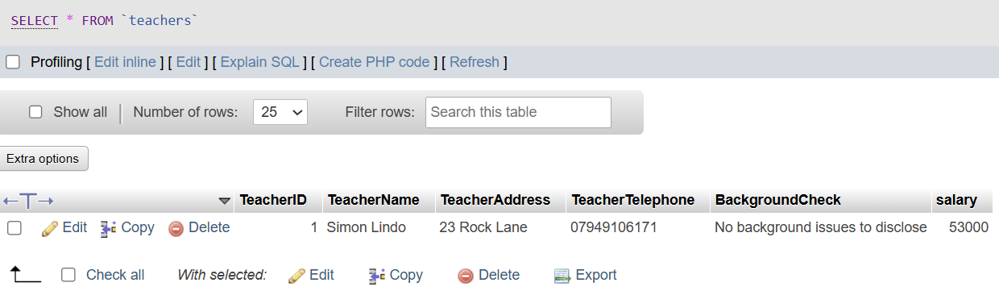 SELECT * FROM `teachers`
Profiling [ Edit inline ] [ Edit ] [ Explain SQL ] [ Create PHP code ] [ Refresh ]
Show all Number of rows: 25 Filter rows: Search this table
Extra options
TeacherID TeacherName TeacherAddress TeacherTelephone BackgroundCheck salary
Edit Copy Delete 1 Simon Lindo 23 Rock Lane 07949106171 No background issues to disclose 53000
Check all With selected: Edit Copy Delete Export